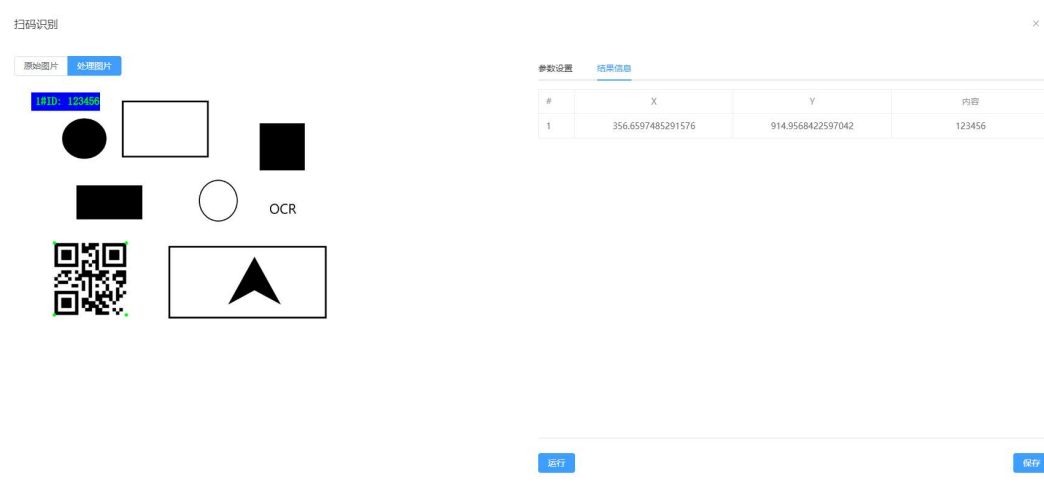 扫码识别
×
原始图片 处理图片
参数设置 结果信息
1#ID: 123456
# X Y 内容
1 356.6597485291576 914.9568422597042 123456
OCR
运行 保存